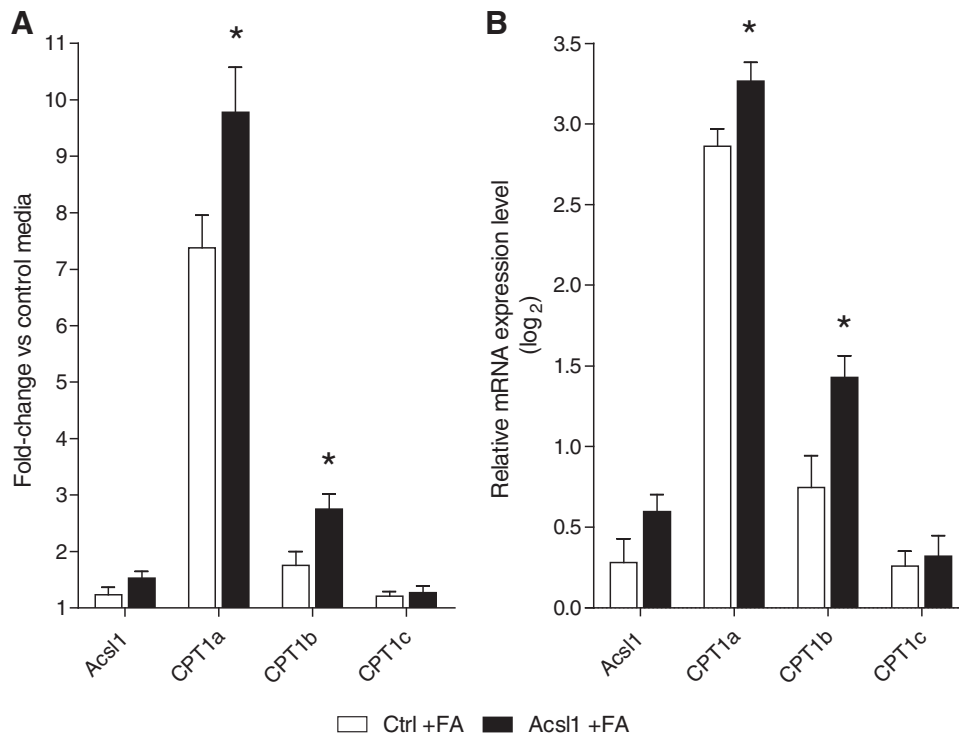 A
Fold-change vs control media
11
10
9
8
7
6
5
4
3
2
1
*
*
Acsl1
CPT1a
CPT1b
CPT1c
B
Relative mRNA expression level
(log 2)
3.5
3.0
2.5
2.0
1.5
1.0
0.5
0.0
*
*
Acsl1
CPT1a
CPT1b
CPT1c
Ctrl +FA
Acsl1 +FA